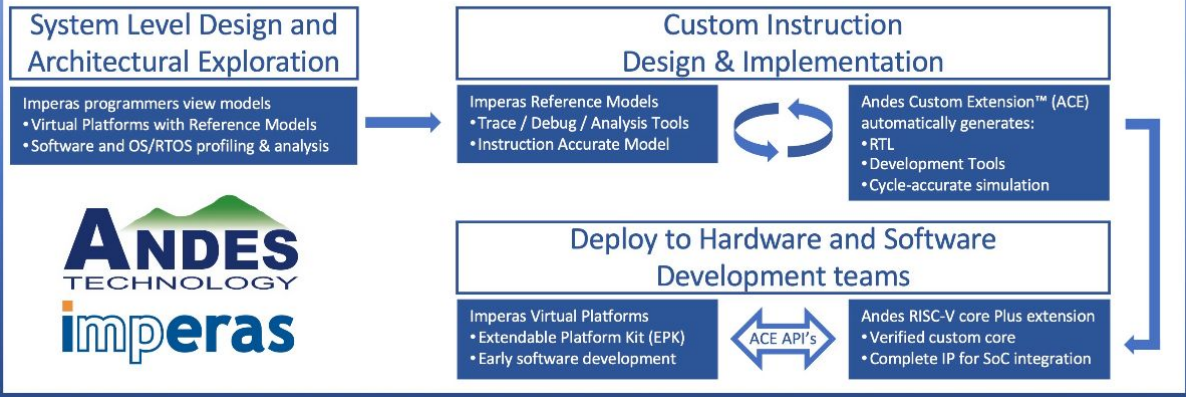 System Level Design and
Architectural Exploration
Imperas programmers view models
•Virtual Platforms with Reference Models
•Software and OS/RTOS profiling & analysis
Custom Instruction
Design & Implementation
Imperas Reference Models
•Trace / Debug / Analysis Tools
•Instruction Accurate Model
Andes Custom Extension™ (ACE)
automatically generates:
•RTL
•Development Tools
•Cycle-accurate simulation
ANDES
TECHNOLOGY
imperas
Deploy to Hardware and Software
Development teams
Imperas Virtual Platforms
•Extendable Platform Kit (EPK)
•Early software development
ACE API's
Andes RISC-V core Plus extension
•Verified custom core
•Complete IP for SoC integration